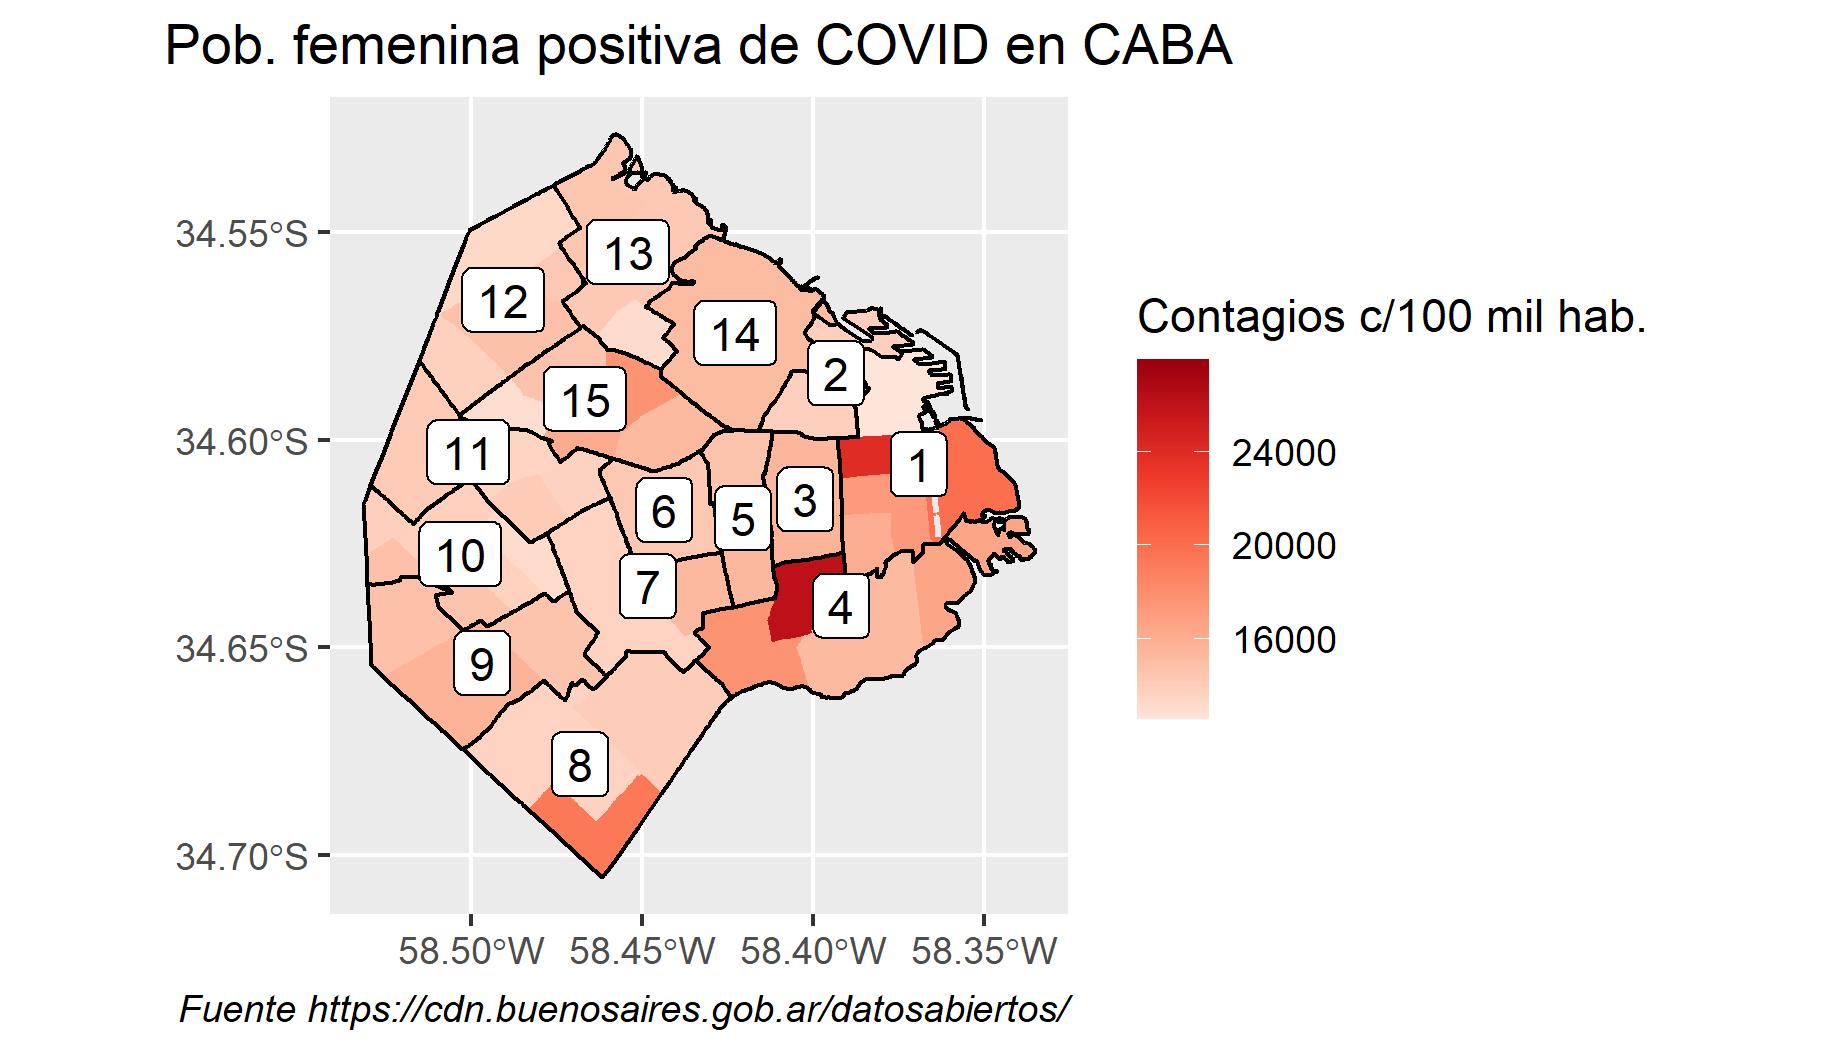 Pob. femenina positiva de COVID en CABA
34.55°S
34.60°S
34.65°S
34.70°S
13
12
14
2
15
11
1
6
5
3
10
7
4
9
8
58.50°W 58.45°W 58.40°W 58.35°W
Contagios c/100 mil hab.
24000
20000
16000
Fuente https://cdn.buenosaires.gob.ar/datosabiertos/